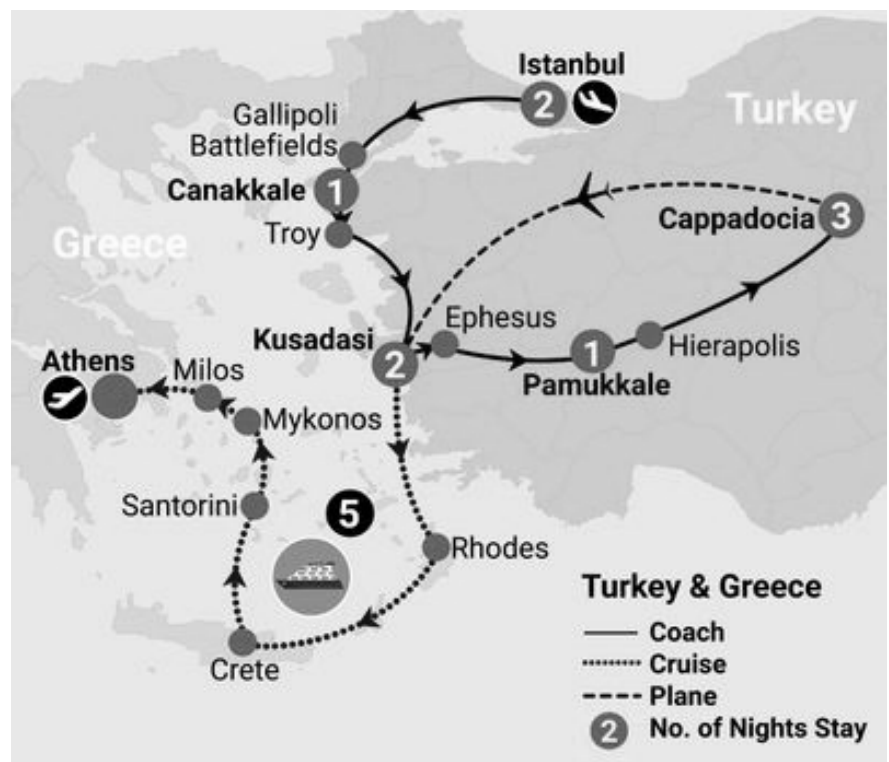 Istanbul
2
Turkey
Gallipoli
Battlefields
Canakkale
1
Cappadocia
3
Troy
Greece
Ephesus
Kusadasi
2
1
Hierapolis
Pamukkale
Athens
Milos
Mykonos
Santorini
5
Rhodes
Crete
Turkey & Greece
Coach
Cruise
Plane
2 No. of Nights Stay